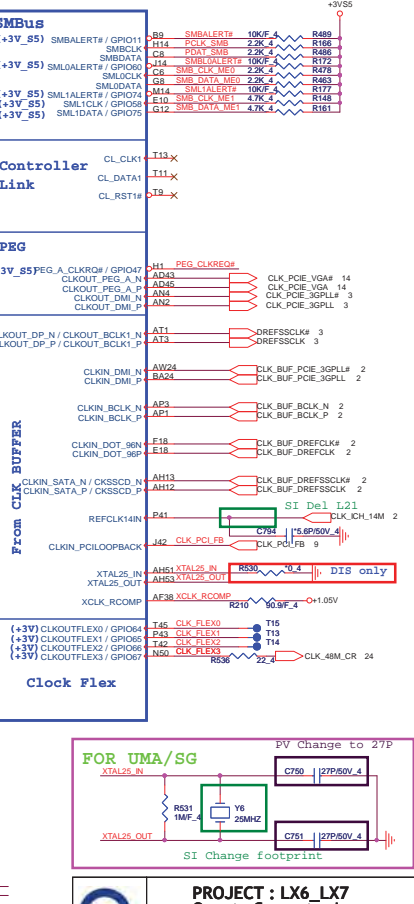 +3VS5
SMBus
(+3V_S5) SMBALERT# / GPIO11 B9 SMBALERT# 10K/F_4 R489
SMBCLK H14 PCLK_SMB 2.2K_4 R166
SMBDATA C8 PDAT_SMB 2.2K_4 R486
(+3V_S5) SML0ALERT# / GPIO60 J14 SMBL0ALERT# 10K/F_4 R172
SML0CLK C6 SMB_CLK_ME0 2.2K_4 R478
SML0DATA G8 SMB_DATA_ME0 2.2K_4 R463
(+3V_S5) SML1ALERT# / GPIO74 M14 SML1ALERT# 10K/F_4 R177
(+3V_S5) SML1CLK / GPIO58 E10 SMB_CLK_ME1 4.7K_4 R148
(+3V_S5) SML1DATA / GPIO75 G12 SMB_DATA_ME1 4.7K_4 R161
Controller
Link
CL_CLK1 T13
CL_DATA1 T11
CL_RST1# T9
PEG
3V_S5) PEG_A_CLKRQ# / GPIO47 H1 PEG_CLKREQ#
CLKOUT_PEG_A_N AD43 CLK_PCIE_VGA# 14
CLKOUT_PEG_A_P AD45 CLK_PCIE_VGA 14
CLKOUT_DMI_N AN4 CLK_PCIE_3GPLL# 3
CLKOUT_DMI_P AN2 CLK_PCIE_3GPLL 3
LKOUT_DP_N / CLKOUT_BCLK1_N AT1 DREFSSCLK# 3
LKOUT_DP_P / CLKOUT_BCLK1_P AT3 DREFSSCLK 3
From CLK BUFFER
CLKIN_DMI_N AW24 CLK_BUF_PCIE_3GPLL# 2
CLKIN_DMI_P BA24 CLK_BUF_PCIE_3GPLL 2
CLKIN_BCLK_N AP3 CLK_BUF_BCLK_N 2
CLKIN_BCLK_P AP1 CLK_BUF_BCLK_P 2
CLKIN_DOT_96N F18 CLK_BUF_DREFCLK# 2
CLKIN_DOT_96P E18 CLK_BUF_DREFCLK 2
CLKIN_SATA_N / CKSSCD_N AH13 CLK_BUF_DREFSSCLK# 2
CLKIN_SATA_P / CKSSCD_P AH12 CLK_BUF_DREFSSCLK 2
SI Del L21
REFCLK14IN P41 CLK_ICH_14M 2
C794 *5.6P/50V_4
CLKIN_PCILOOPBACK J42 CLK_PCI_FB CLK_PCI_FB 9
XTAL25_IN AH51 XTAL25_IN R530 *0_4 DIS only
XTAL25_OUT AH53 XTAL25_OUT
XCLK_RCOMP AF38 XCLK_RCOMP R210 90.9/F_4 +1.05V
(+3V) CLKOUTFLEX0 / GPIO64 T45 CLK_FLEX0 T15
(+3V) CLKOUTFLEX1 / GPIO65 P43 CLK_FLEX1 T13
(+3V) CLKOUTFLEX2 / GPIO66 T42 CLK_FLEX2 T14
(+3V) CLKOUTFLEX3 / GPIO67 N50 CLK_FLEX3 R536 22_4 CLK_48M_CR 24
Clock Flex
PV Change to 27P
FOR UMA/SG
XTAL25_IN C750 27P/50V_4
R531 1M/F_4 Y6 25MHZ
XTAL25_OUT C751 27P/50V_4
SI Change footprint
PROJECT : LX6_LX7